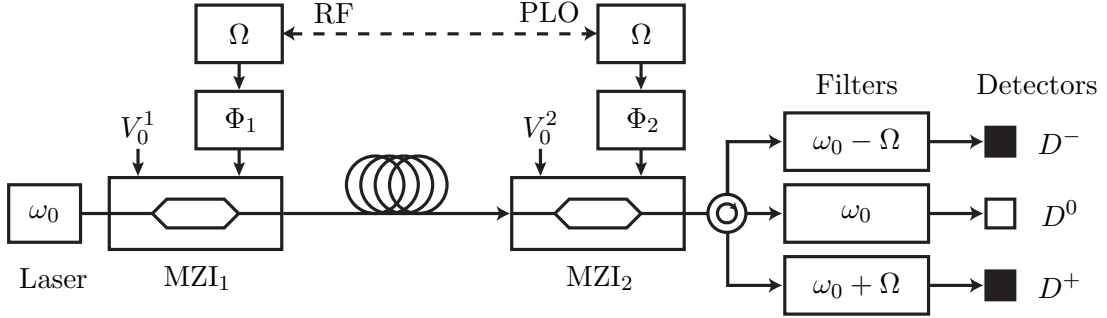 RF PLO
Ω Ω
Filters Detectors
Φ₁ Φ₂
V₀¹ V₀²
ω₀ − Ω D⁻
ω₀ ω₀ D⁰
Laser MZI₁ MZI₂ ω₀ + Ω D⁺